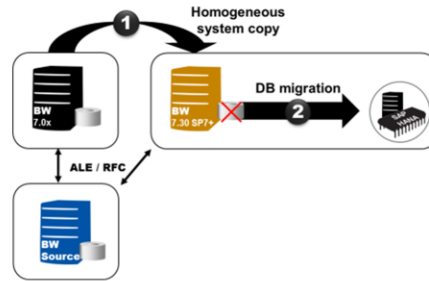 1
Homogeneous
system copy
BW
7.0x
BW
7.30 SP7+
DB migration
2
SAP
HANA
ALE / RFC
BW
Source